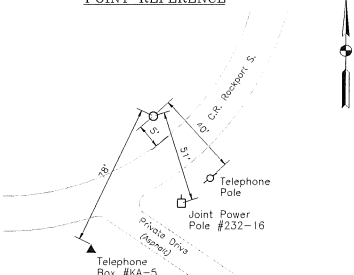 POINT REFERENCE
C.R. Rockport S.
40'
5'
51'
78'
Telephone
Pole
Joint Power
Pole #232-16
Private Drive
(Asphalt)
Telephone
Box #KA-5